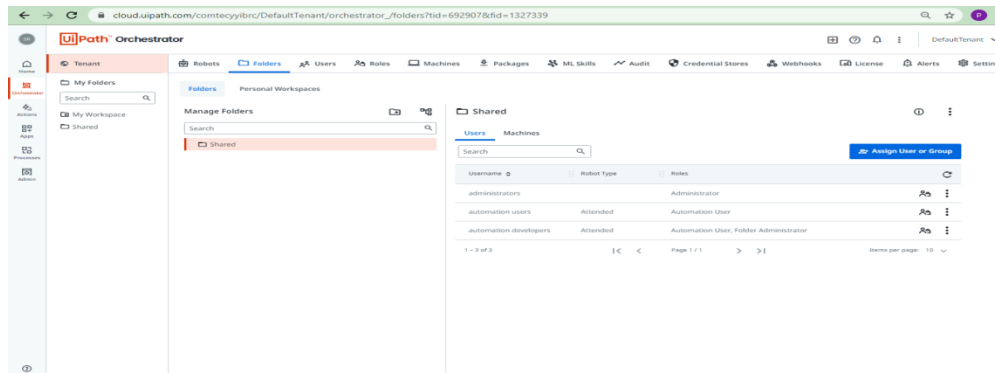 cloud.uipath.com/comtecyyibrc/DefaultTenant/orchestrator_/folders?tid=692907&fid=1327339
P
UiPath Orchestrator
DefaultTenant
Home
Orchestrator
Actions
Apps
Processes
Admin
Tenant
My Folders
Search
My Workspace
Shared
Robots Folders Users Roles Machines Packages ML Skills Audit Credential Stores Webhooks License Alerts Settin
Folders Personal Workspaces
Manage Folders
Search
Shared
Shared
Users Machines
Search
Assign User or Group
Username Robot Type Roles
administrators Administrator
automation users Attended Automation User
automation developers Attended Automation User, Folder Administrator
1 - 3 of 3 Page 1 / 1 Items per page: 10